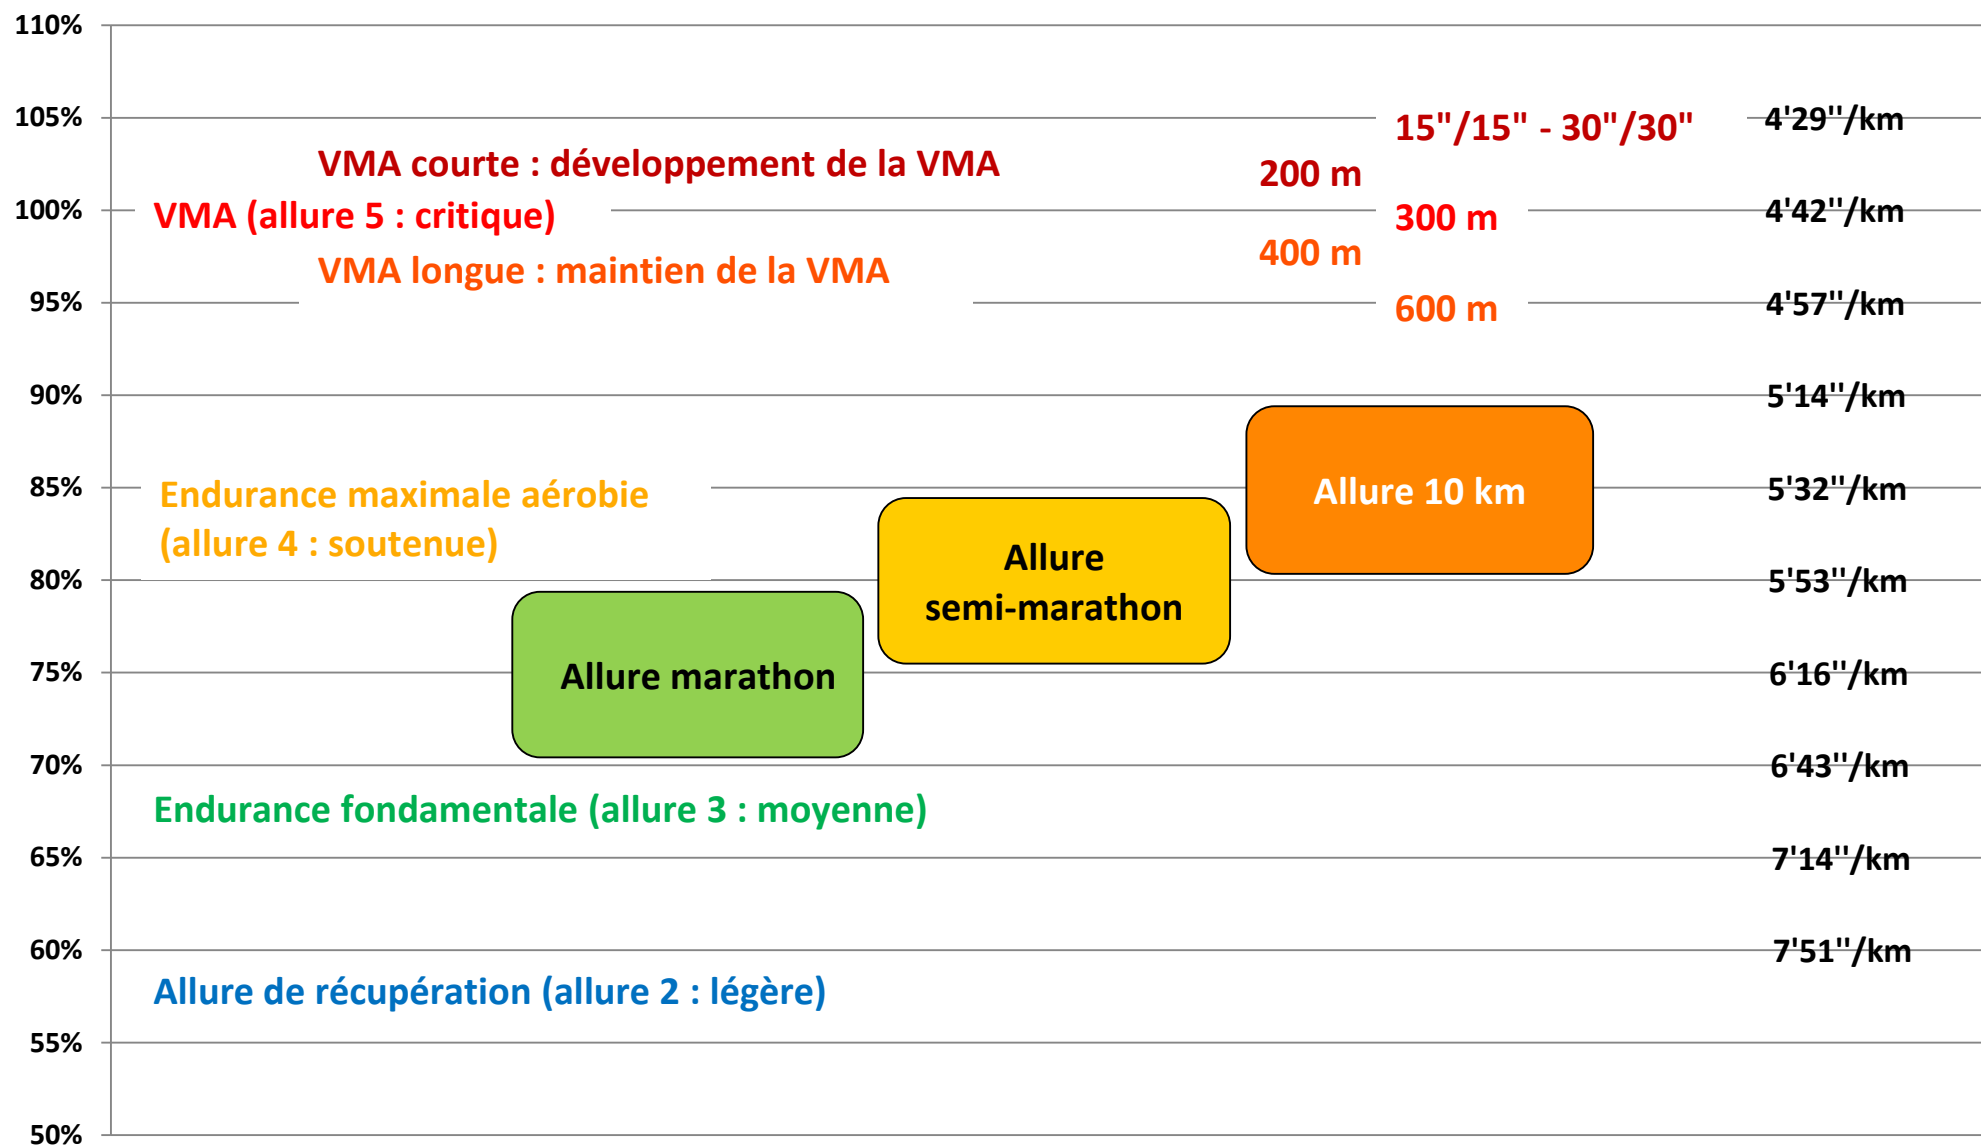 110%
105%
15"/15" - 30"/30"
4'29''/km
VMA courte : développement de la VMA
200 m
100%
VMA (allure 5 : critique)
300 m
4'42''/km
400 m
VMA longue : maintien de la VMA
95%
600 m
4'57''/km
90%
5'14''/km
85%
Endurance maximale aérobie
(allure 4 : soutenue)
Allure 10 km
5'32''/km
Allure
semi-marathon
80%
5'53''/km
75%
Allure marathon
6'16''/km
70%
6'43''/km
Endurance fondamentale (allure 3 : moyenne)
65%
7'14''/km
60%
7'51''/km
Allure de récupération (allure 2 : légère)
55%
50%